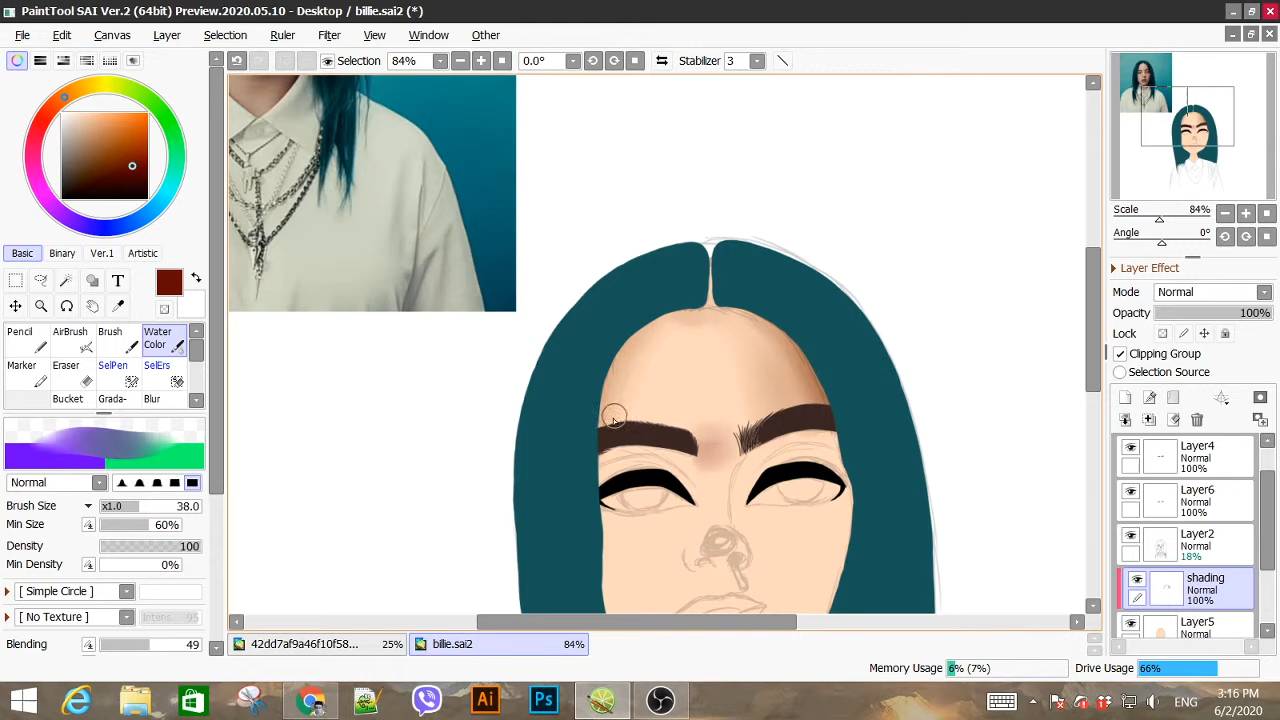 PaintTool SAI Ver.2 (64bit) Preview.2020.05.10 - Desktop / billie.sai2 (*)
File Edit Canvas Layer Selection Ruler Filter View Window Other
Selection 84% 0.0° Stabilizer 3
Basic Binary Ver.1 Artistic
T
Pencil AirBrush Brush Water Color
Marker Eraser SelPen SelErs
Bucket Grada- Blur
Normal
Brush Size x1.0 38.0
Min Size 60%
Density 100
Min Density 0%
[ Simple Circle ]
[ No Texture ] Intens. 95
Blending 49
Scale 84%
Angle 0°
Layer Effect
Mode Normal
Opacity 100%
Lock
Clipping Group
Selection Source
Layer4
Normal
100%
Layer6
Normal
100%
Layer2
Normal
18%
shading
Normal
100%
Layer5
Normal
42dd7af9a46f10f58... 25% billie.sai2 84%
Memory Usage 6% (7%) Drive Usage 66%
Ai Ps ENG
3:16 PM
6/2/2020